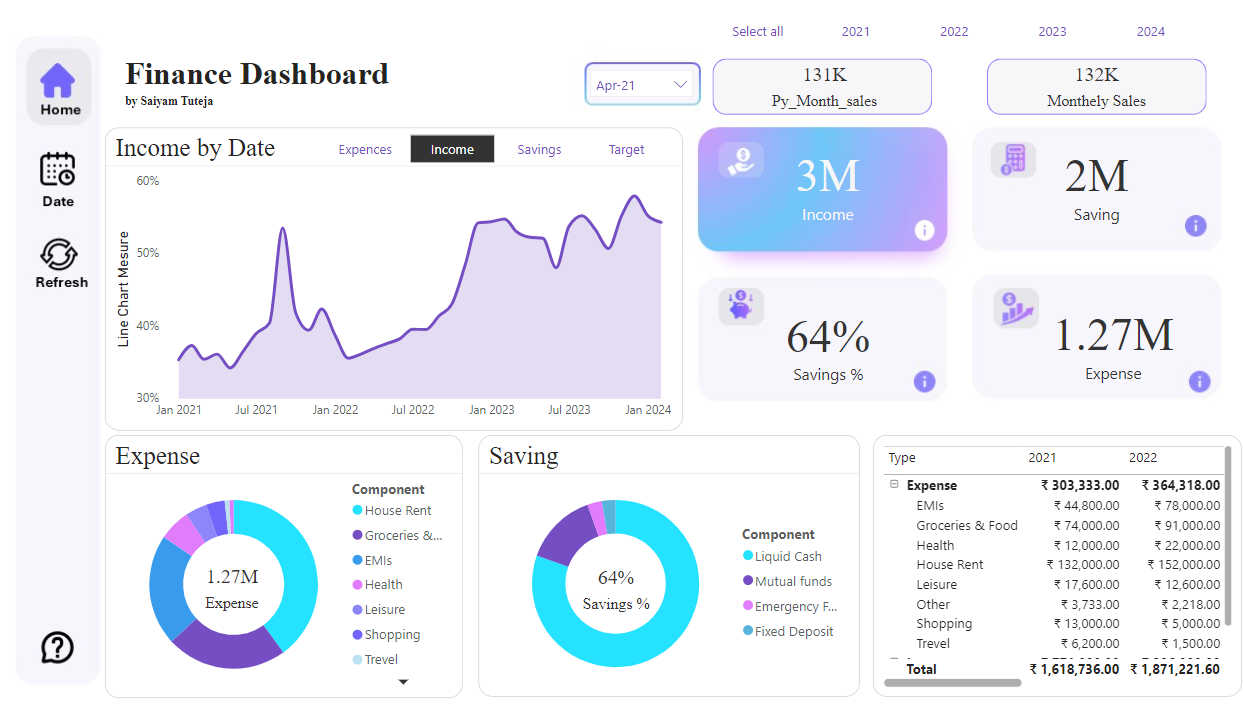 Select all 2021 2022 2023 2024
Home
Date
Refresh
Finance Dashboard
by Saiyam Tuteja
Apr-21
131K
Py_Month_sales
132K
Monthely Sales
Income by Date
Expences Income Savings Target
Line Chart Mesure
60%
50%
40%
30%
Jan 2021 Jul 2021 Jan 2022 Jul 2022 Jan 2023 Jul 2023 Jan 2024
3M
Income
2M
Saving
64%
Savings %
1.27M
Expense
Expense
1.27M
Expense
Component
House Rent
Groceries &...
EMIs
Health
Leisure
Shopping
Trevel
Saving
64%
Savings %
Component
Liquid Cash
Mutual funds
Emergency F...
Fixed Deposit
Type 2021 2022
Expense ₹ 303,333.00 ₹ 364,318.00
EMIs ₹ 44,800.00 ₹ 78,000.00
Groceries & Food ₹ 74,000.00 ₹ 91,000.00
Health ₹ 12,000.00 ₹ 22,000.00
House Rent ₹ 132,000.00 ₹ 152,000.00
Leisure ₹ 17,600.00 ₹ 12,600.00
Other ₹ 3,733.00 ₹ 2,218.00
Shopping ₹ 13,000.00 ₹ 5,000.00
Trevel ₹ 6,200.00 ₹ 1,500.00
Total ₹ 1,618,736.00 ₹ 1,871,221.60